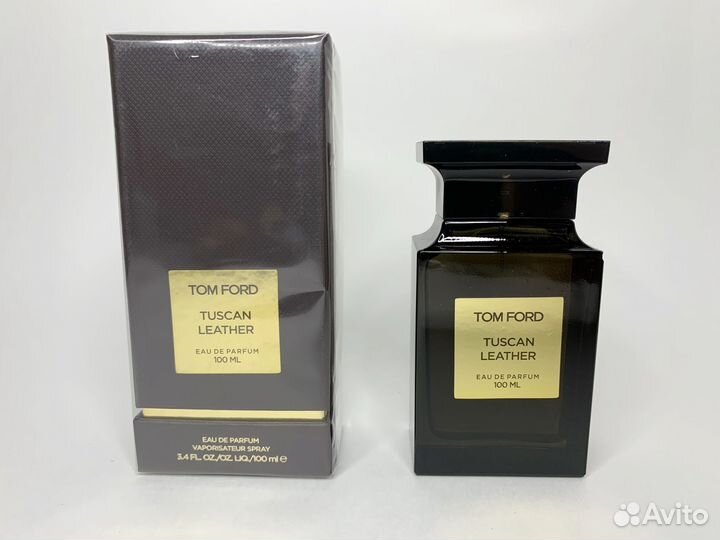 TOM FORD
TUSCAN
LEATHER
EAU DE PARFUM
100 ML
EAU DE PARFUM
VAPORISATEUR SPRAY
3.4 FL. OZ./OZ. LIQ./100 ml e
TOM FORD
TUSCAN
LEATHER
EAU DE PARFUM
100 ML
Avito